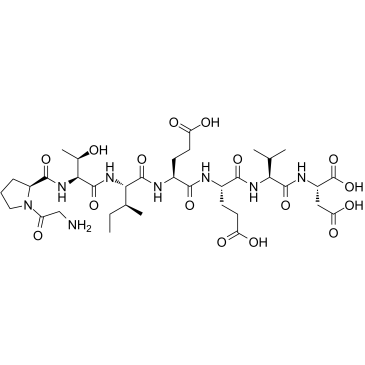 O OH
OH
O O O O
H N H N H N OH
N H N H N H
N O O O OH
O NH2 O
O OH